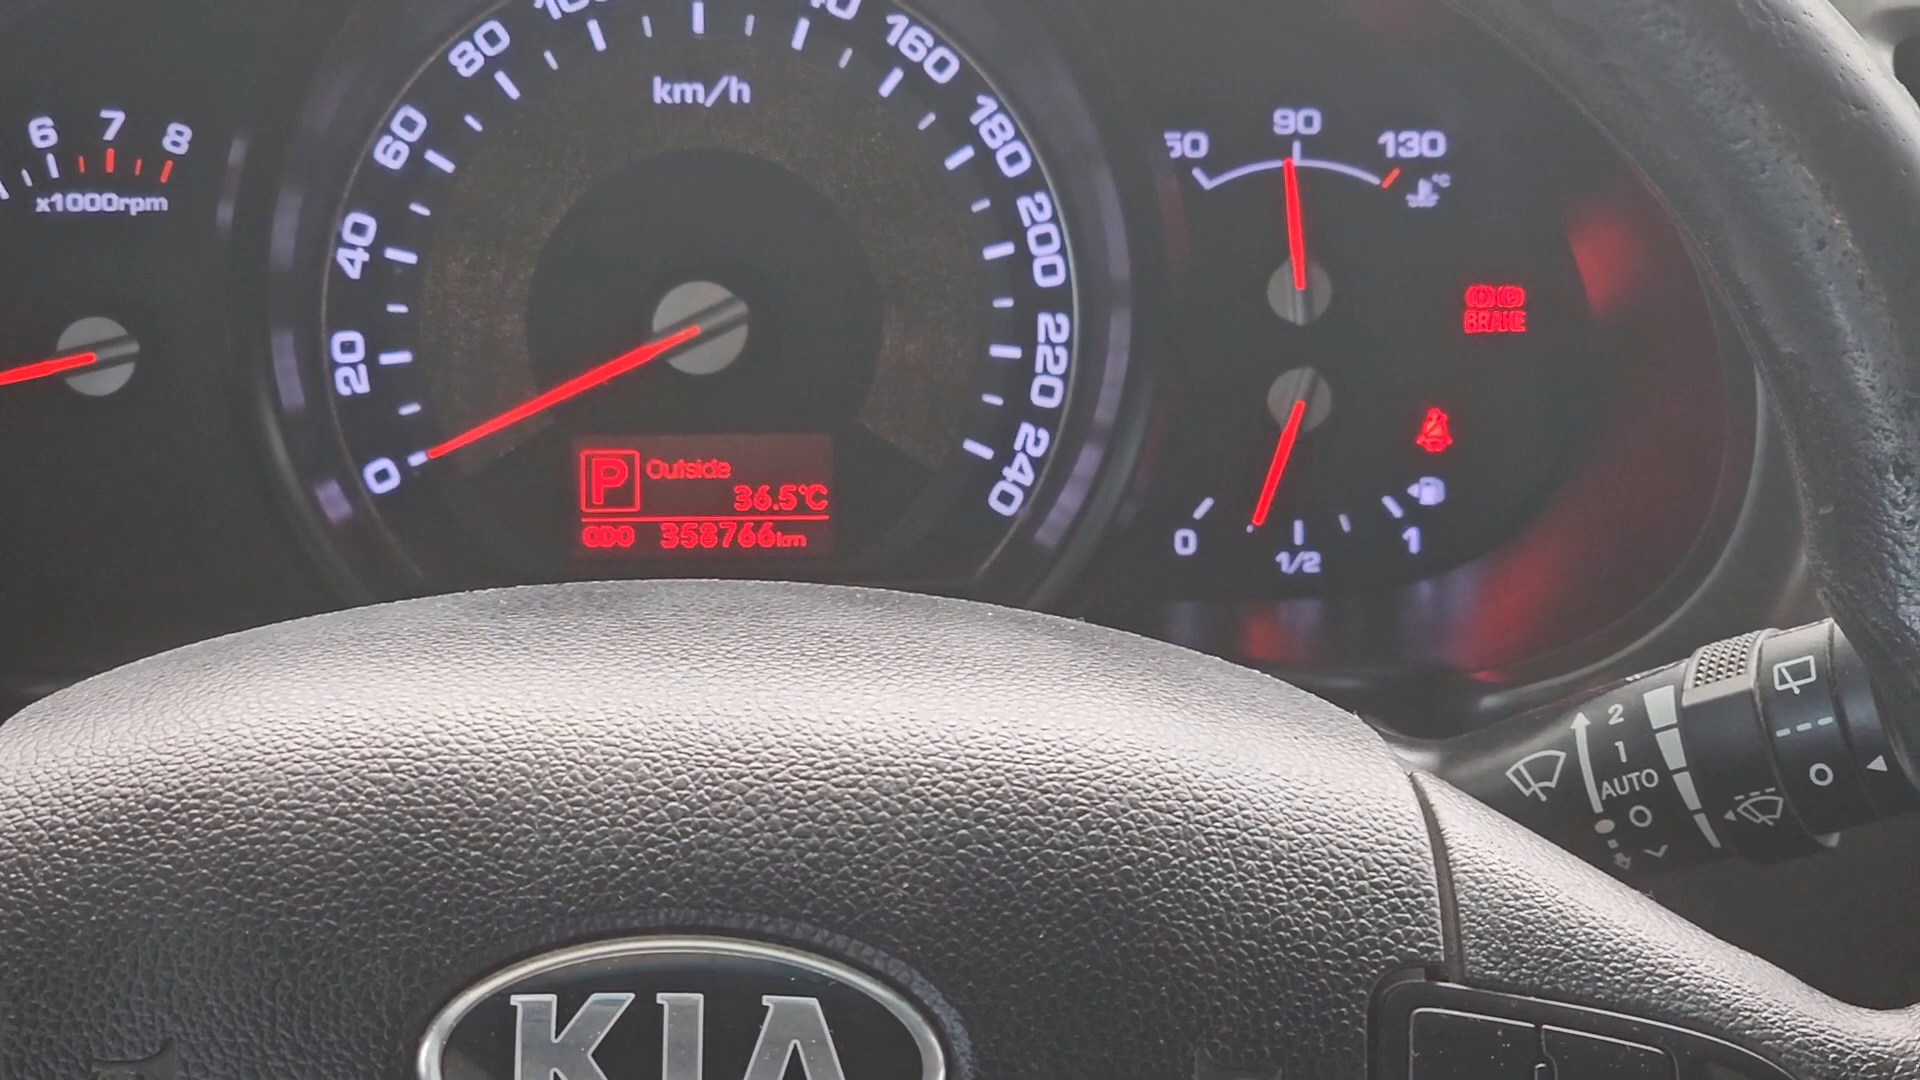 6 7 8
x1000rpm
0 20 40 60 80 160 180 200 220 240
km/h
P Outside
36.5°C
ODO 358766km
90 130
°C
BRAKE
0 1/2 1
2
1
AUTO
O
O
KIA